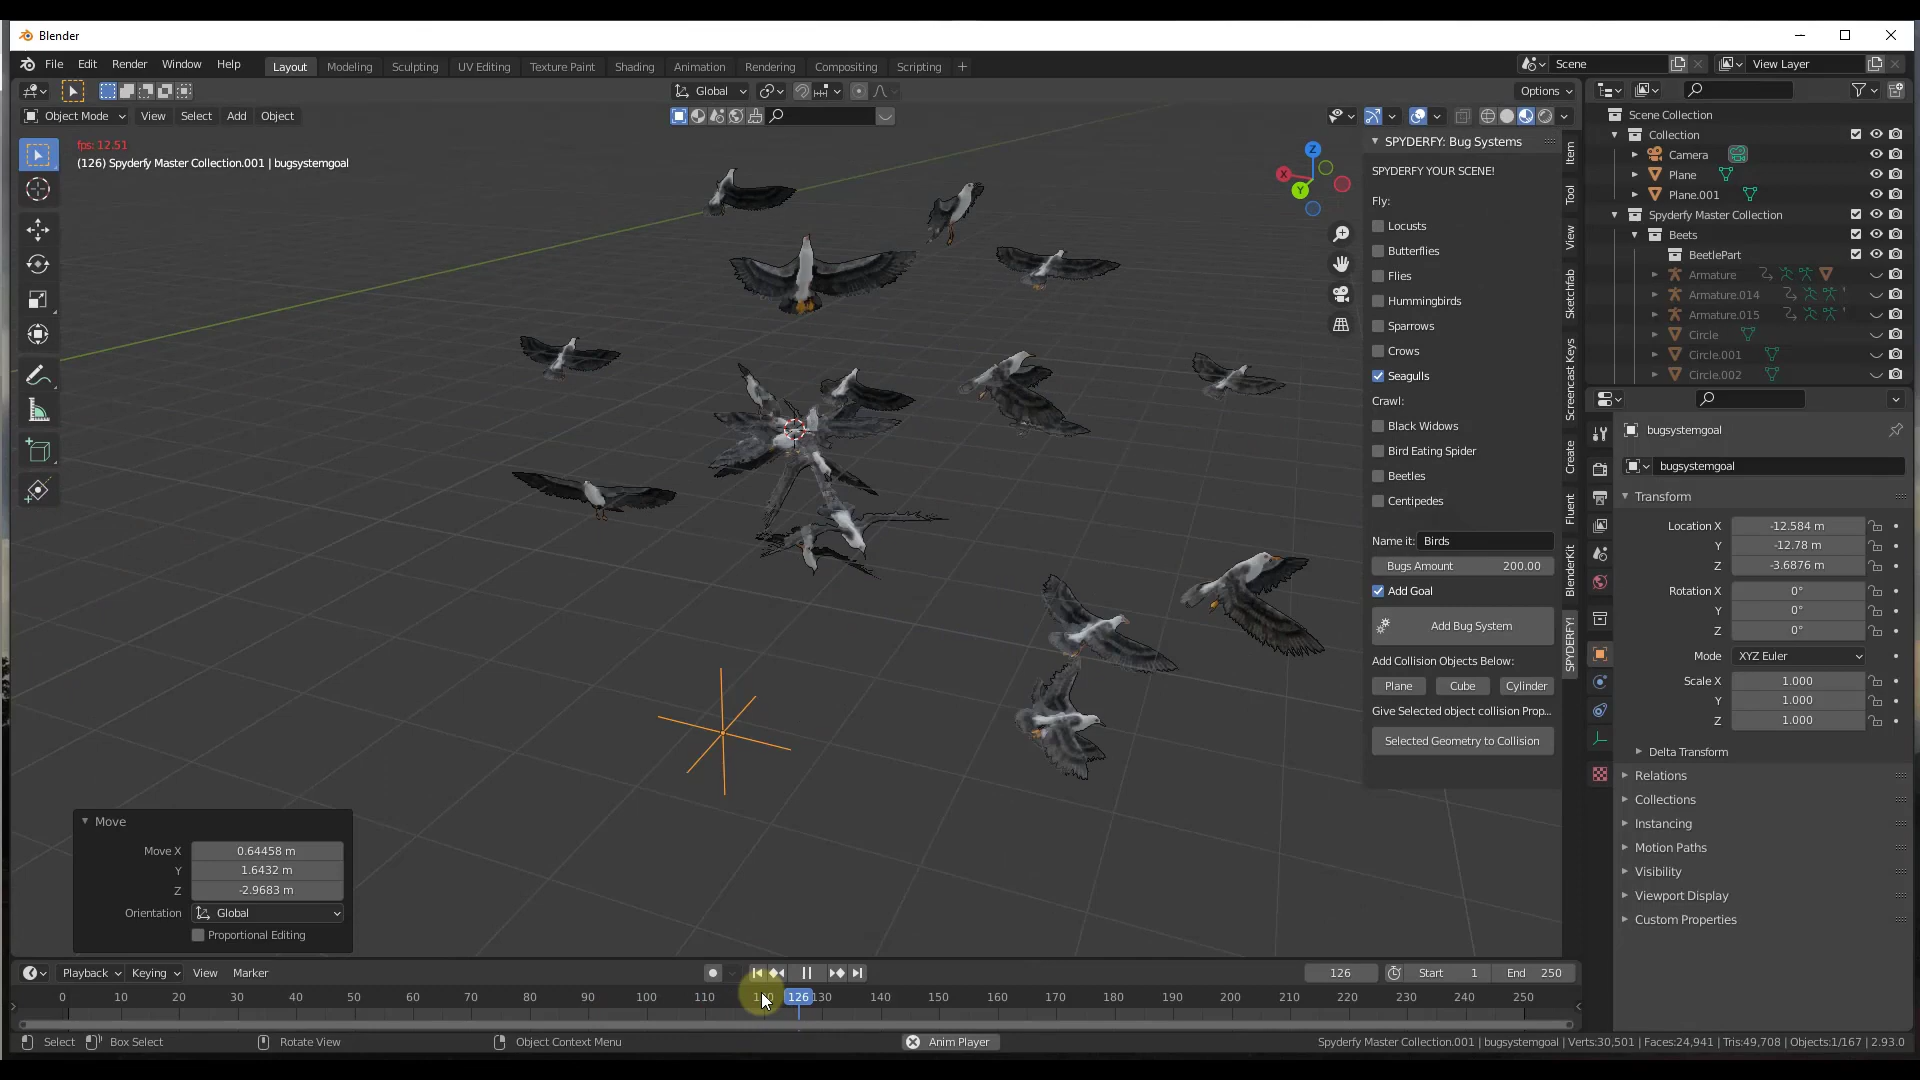 Blender
File Edit Render Window Help
Layout Modeling Sculpting UV Editing Texture Paint Shading Animation Rendering Compositing Scripting +
Scene
View Layer
Global
Options
Object Mode View Select Add Object
fps: 12.51
(126) Spyderfy Master Collection.001 | bugsystemgoal
X
Y
Z
SPYDERFY: Bug Systems
SPYDERFY YOUR SCENE!
Fly:
Locusts
Butterflies
Flies
Hummingbirds
Sparrows
Crows
Seagulls
Crawl:
Black Widows
Bird Eating Spider
Beetles
Centipedes
Name it: Birds
Bugs Amount 200.00
Add Goal
Add Bug System
Add Collision Objects Below:
Plane Cube Cylinder
Give Selected object collision Prop...
Selected Geometry to Collision
Item
Tool
View
Sketchfab
Screencast Keys
Create
Fluent
BlenderKit
SPYDERFY!
Scene Collection
Collection
Camera
Plane
Plane.001
Spyderfy Master Collection
Beets
BeetlePart
Armature
Armature.014
Armature.015
Circle
Circle.001
Circle.002
bugsystemgoal
bugsystemgoal
Transform
Location X -12.584 m
Y -12.78 m
Z -3.6876 m
Rotation X 0°
Y 0°
Z 0°
Mode XYZ Euler
Scale X 1.000
Y 1.000
Z 1.000
Delta Transform
Relations
Collections
Instancing
Motion Paths
Visibility
Viewport Display
Custom Properties
Move
Move X 0.64458 m
Y 1.6432 m
Z -2.9683 m
Orientation Global
Proportional Editing
Playback Keying View Marker
126 Start 1 End 250
0 10 20 30 40 50 60 70 80 90 100 110 126 130 140 150 160 170 180 190 200 210 220 230 240 250
Select Box Select Rotate View Object Context Menu Anim Player
Spyderfy Master Collection.001 | bugsystemgoal | Verts:30,501 | Faces:24,941 | Tris:49,708 | Objects:1/167 | 2.93.0